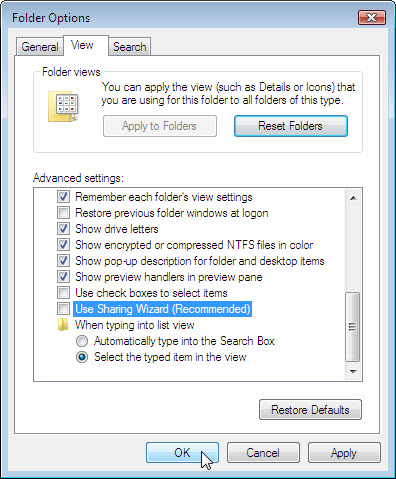 Folder Options
General
View
Search
Folder views
You can apply the view (such as Details or Icons) that
you are using for this folder to all folders of this type.
Apply to Folders
Reset Folders
Advanced settings:
Remember each folder's view settings
Restore previous folder windows at logon
Show drive letters
Show encrypted or compressed NTFS files in color
Show pop-up description for folder and desktop items
Show preview handlers in preview pane
Use check boxes to select items
Use Sharing Wizard (Recommended)
When typing into list view
Automatically type into the Search Box
Select the typed item in the view
Restore Defaults
OK
Cancel
Apply